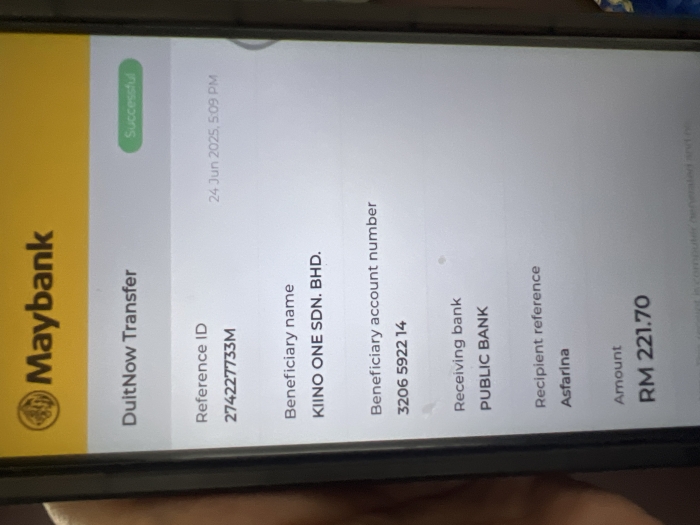 Maybank
DuitNow Transfer
Successful
Reference ID
274227733M
24 Jun 2025, 5:09 PM
Beneficiary name
KIINO ONE SDN. BHD.
Beneficiary account number
3206 5922 14
Receiving bank
PUBLIC BANK
Recipient reference
Asfarina
Amount
RM 221.70